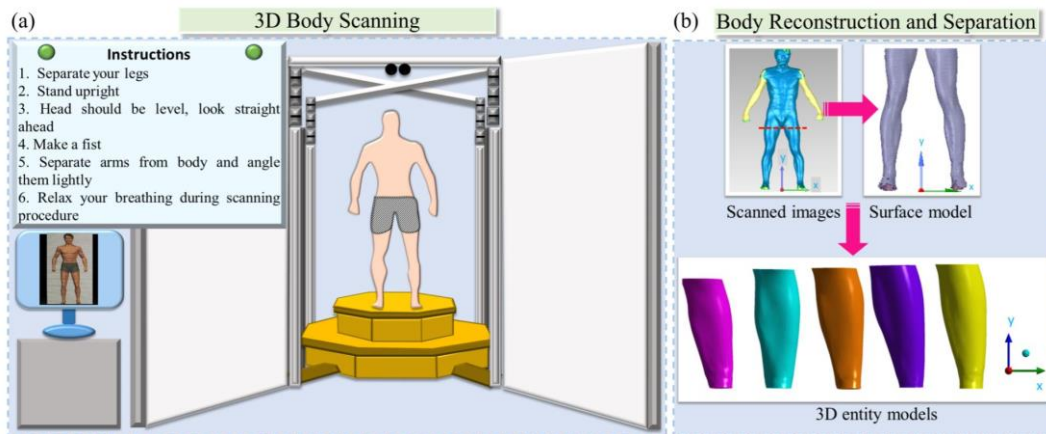 (a)
3D Body Scanning
Instructions
1. Separate your legs
2. Stand upright
3. Head should be level, look straight
ahead
4. Make a fist
5. Separate arms from body and angle
them lightly
6. Relax your breathing during scanning
procedure
(b)
Body Reconstruction and Separation
y
x
y
x
Scanned images
Surface model
y
x
3D entity models